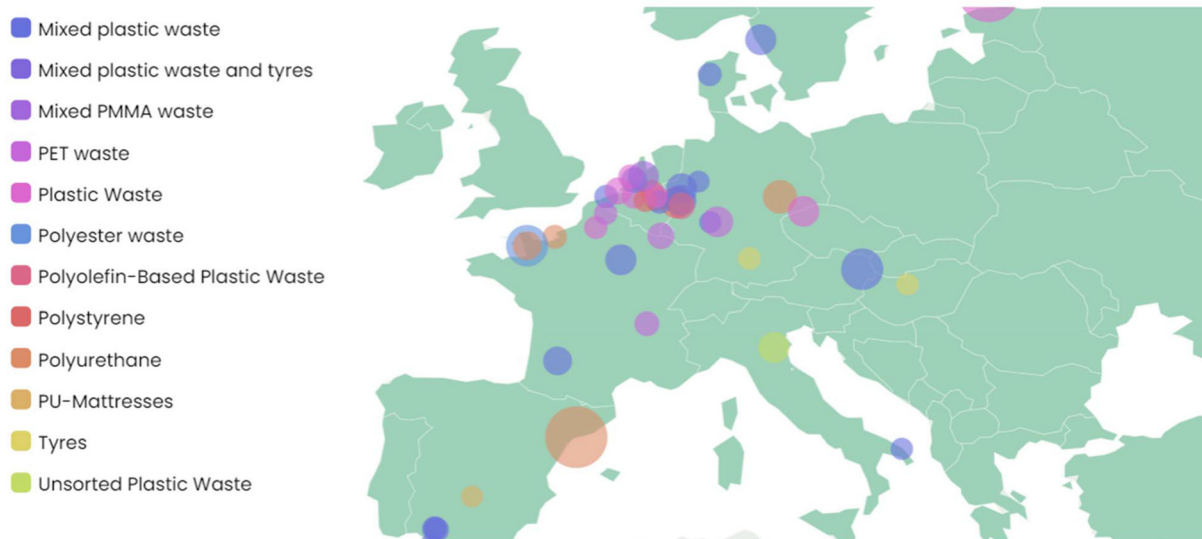 Mixed plastic waste
Mixed plastic waste and tyres
Mixed PMMA waste
PET waste
Plastic Waste
Polyester waste
Polyolefin-Based Plastic Waste
Polystyrene
Polyurethane
PU-Mattresses
Tyres
Unsorted Plastic Waste